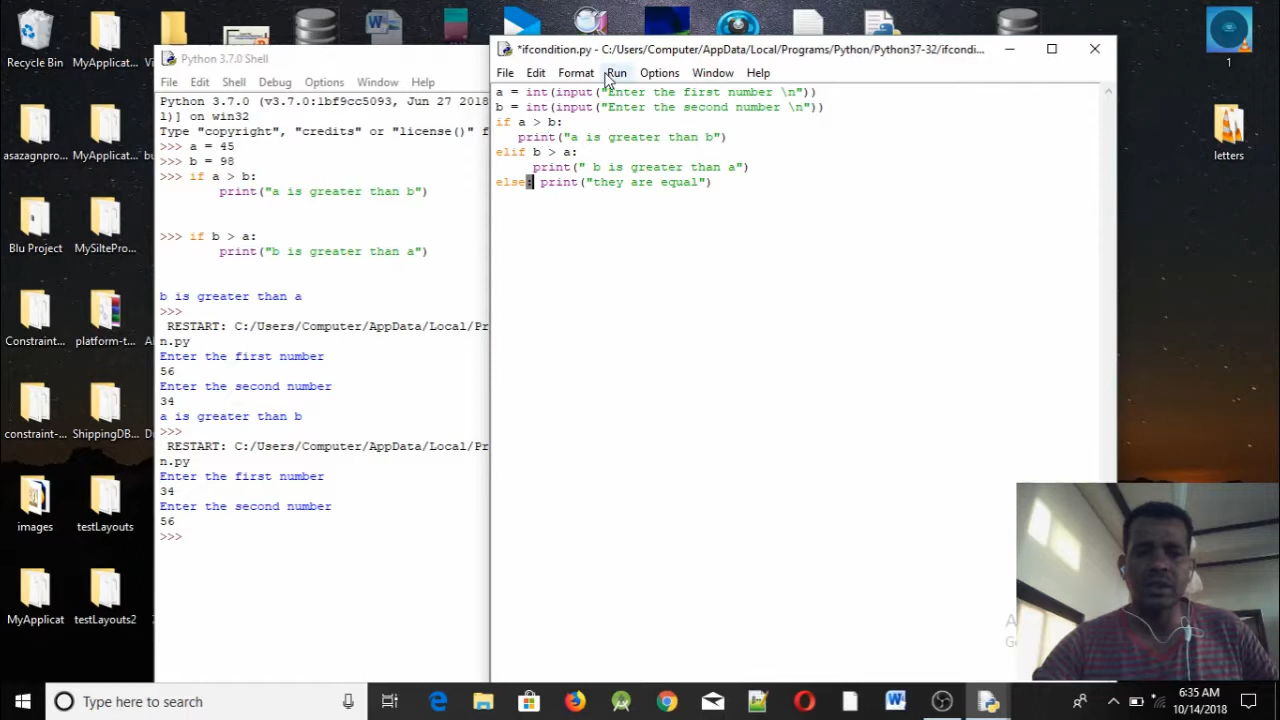 Recycle Bin
MyApplica...
asazagnpro...
MyApplica...
Blu Project
MySiltePro...
Constraint...
platform-t...
constraint-...
ShippingDB...
images
testLayouts
MyApplicat
testLayouts2
1
letters
Python 3.7.0 Shell
File Edit Shell Debug Options Window Help
Python 3.7.0 (v3.7.0:1bf9cc5093, Jun 27 2018
1)] on win32
Type "copyright", "credits" or "license()" f
>>> a = 45
>>> b = 98
>>> if a > b:
print("a is greater than b")
>>> if b > a:
print("b is greater than a")
b is greater than a
>>>
RESTART: C:/Users/Computer/AppData/Local/Pr
n.py
Enter the first number
56
Enter the second number
34
a is greater than b
>>>
RESTART: C:/Users/Computer/AppData/Local/Pr
n.py
Enter the first number
34
Enter the second number
56
>>>
*ifcondition.py - C:/Users/Computer/AppData/Local/Programs/Python/Python37-32/ifcondi...
File Edit Format Run Options Window Help
a = int(input("Enter the first number \n"))
b = int(input("Enter the second number \n"))
if a > b:
print("a is greater than b")
elif b > a:
print(" b is greater than a")
else: print("they are equal")
Type here to search
6:35 AM
10/14/2018